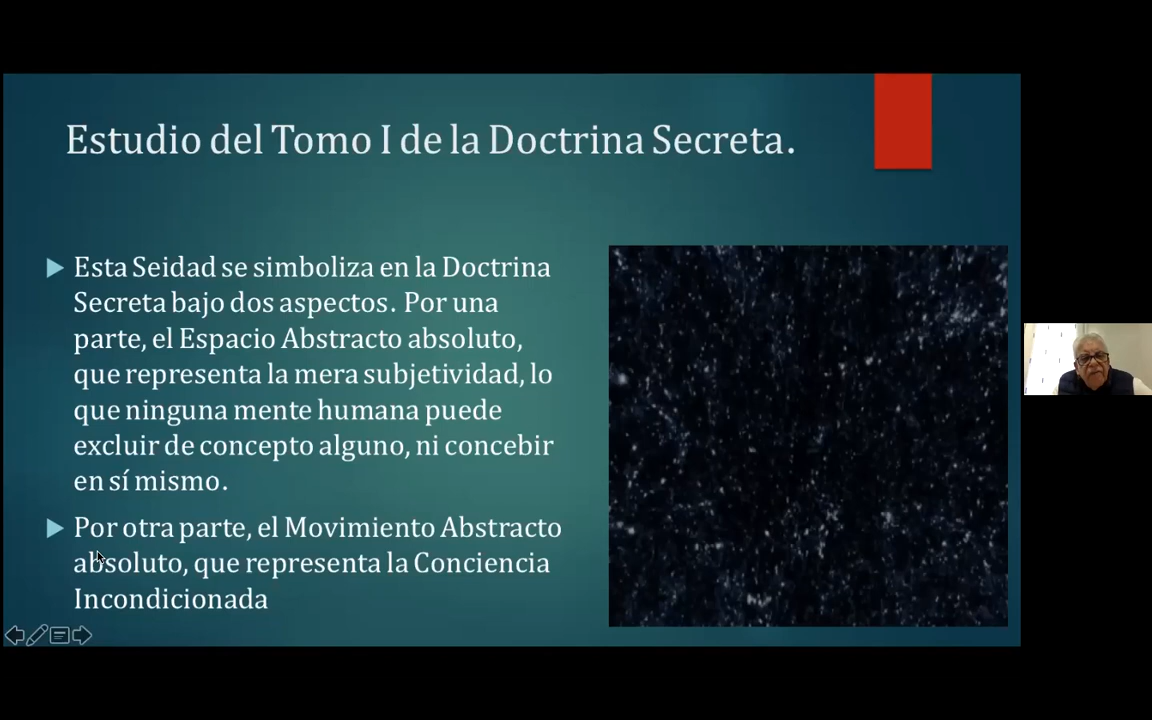 Estudio del Tomo I de la Doctrina Secreta.
Esta Seidad se simboliza en la Doctrina
Secreta bajo dos aspectos. Por una
parte, el Espacio Abstracto absoluto,
que representa la mera subjetividad, lo
que ninguna mente humana puede
excluir de concepto alguno, ni concebir
en sí mismo.
Por otra parte, el Movimiento Abstracto
absoluto, que representa la Conciencia
Incondicionada